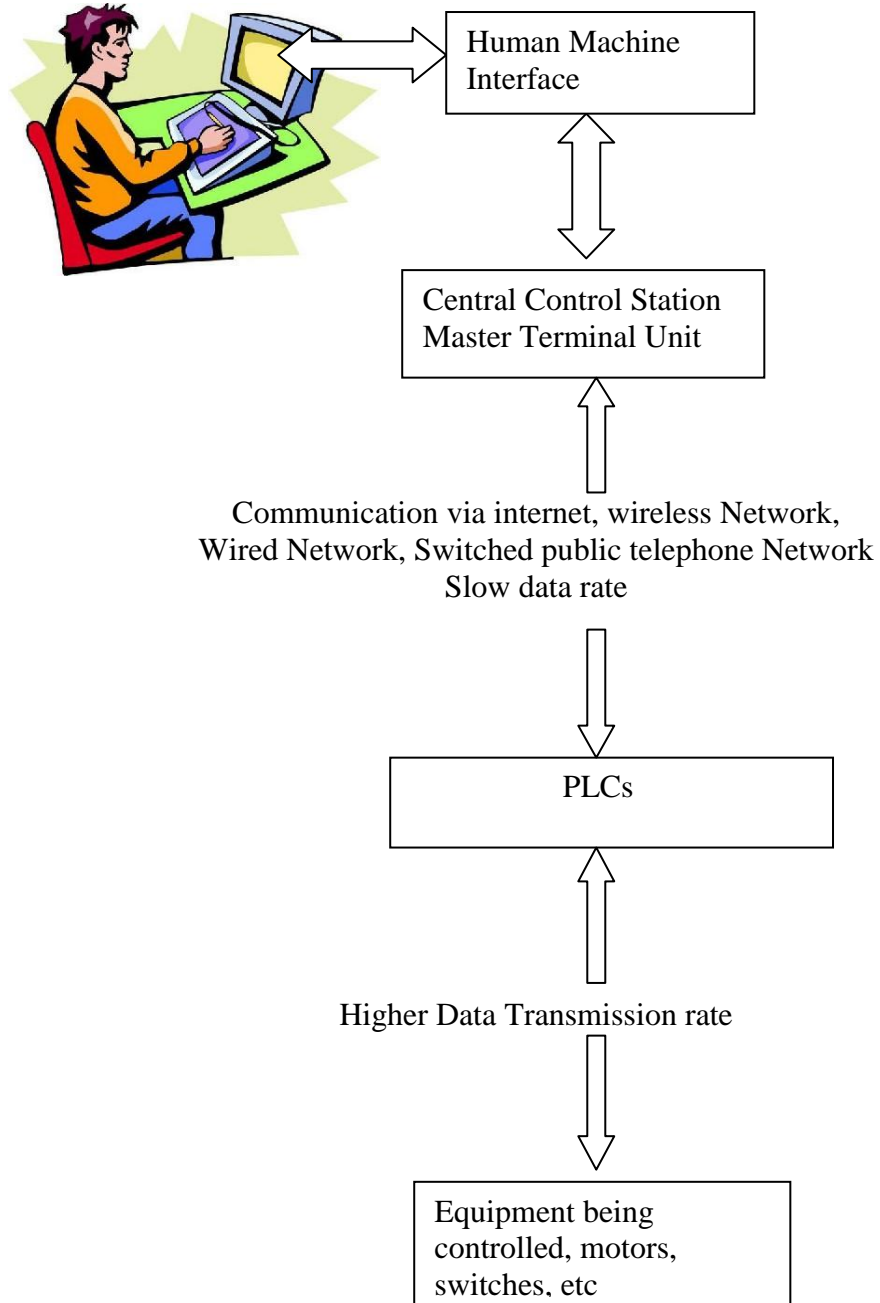 Human Machine
Interface
Central Control Station
Master Terminal Unit
Communication via internet, wireless Network,
Wired Network, Switched public telephone Network
Slow data rate
PLCs
Higher Data Transmission rate
Equipment being
controlled, motors,
switches, etc